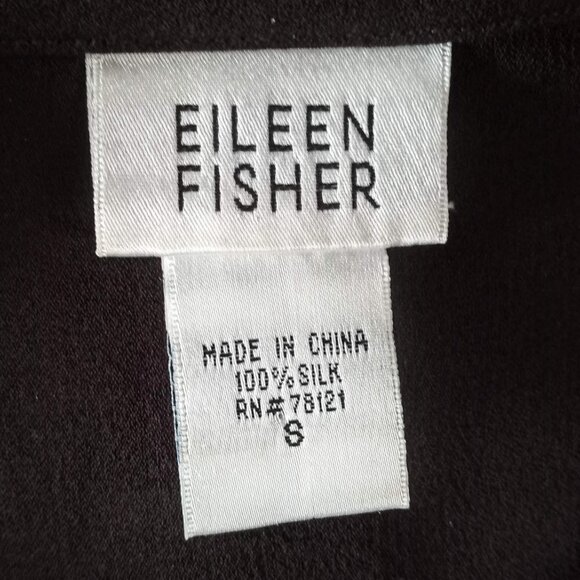 EILEEN
FISHER
MADE IN CHINA
100% SILK
RN# 78121
S